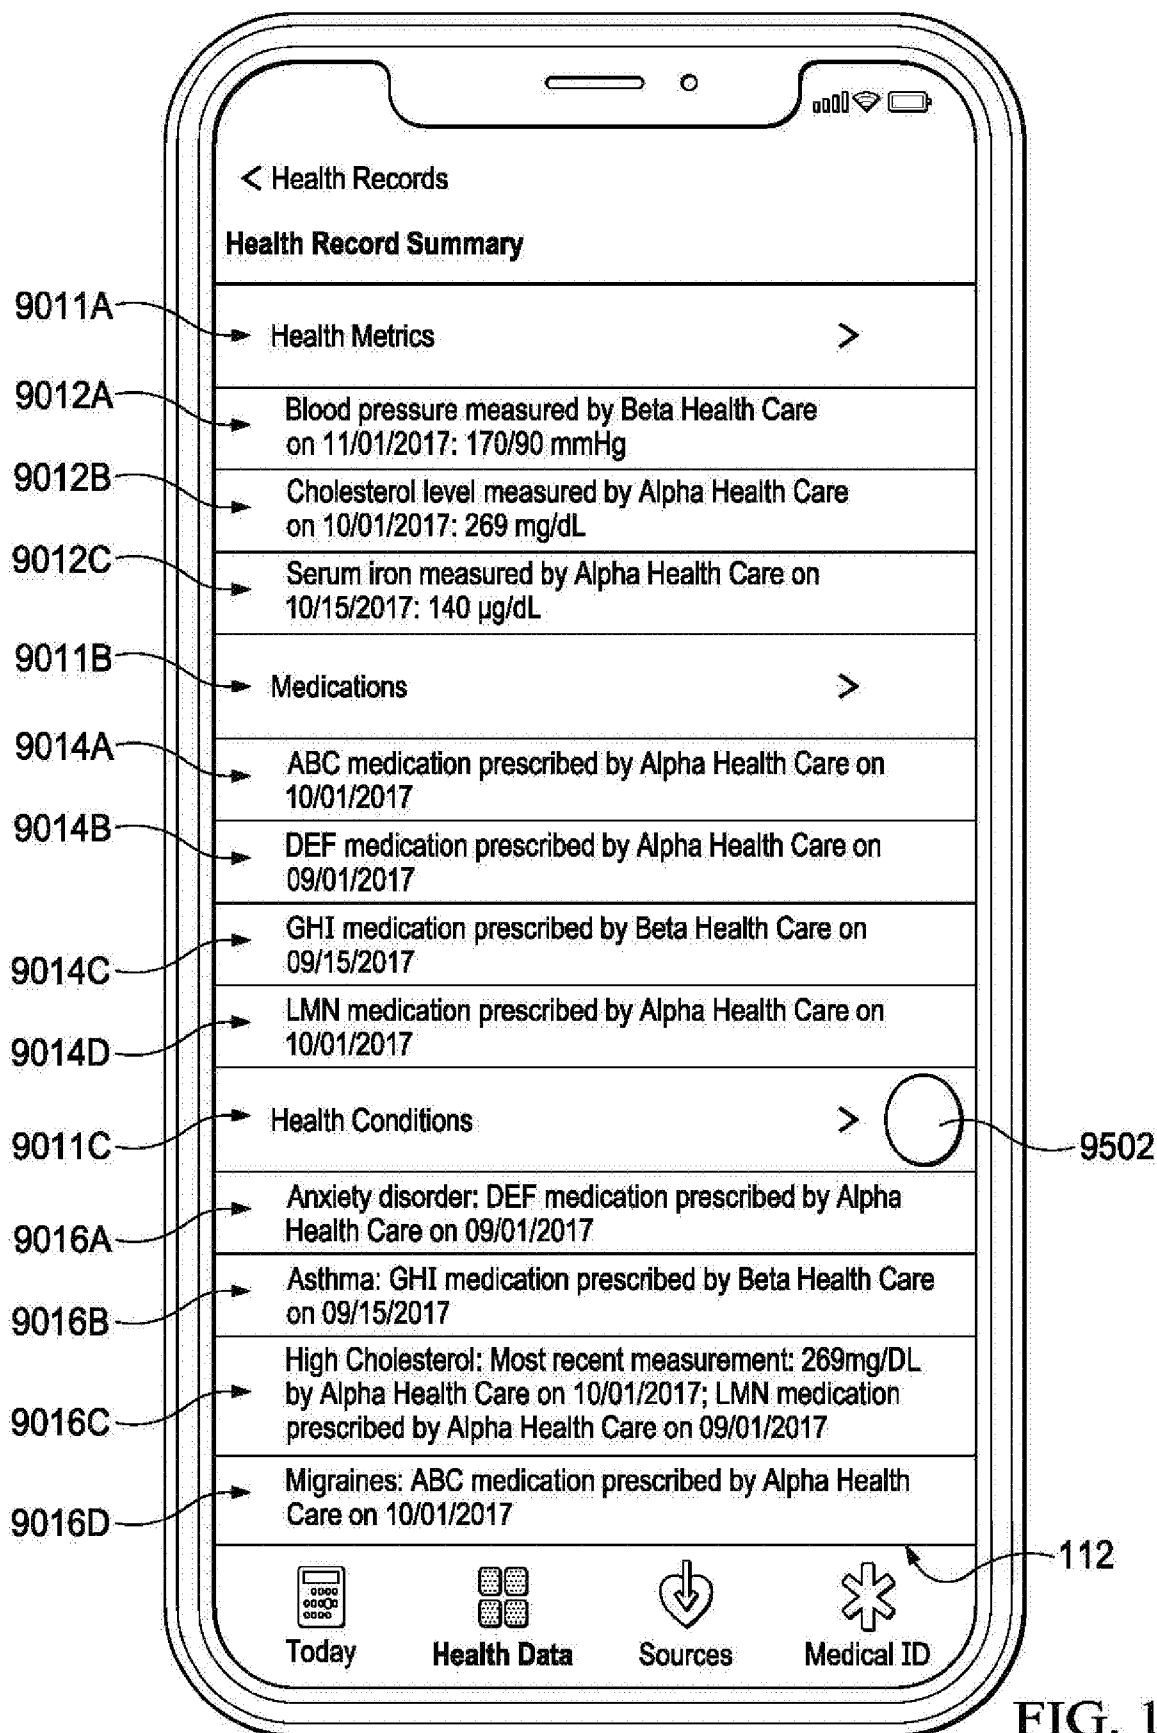 < Health Records
Health Record Summary
9011A
Health Metrics >
9012A
Blood pressure measured by Beta Health Care
on 11/01/2017: 170/90 mmHg
9012B
Cholesterol level measured by Alpha Health Care
on 10/01/2017: 269 mg/dL
9012C
Serum iron measured by Alpha Health Care on
10/15/2017: 140 µg/dL
9011B
Medications >
9014A
ABC medication prescribed by Alpha Health Care on
10/01/2017
9014B
DEF medication prescribed by Alpha Health Care on
09/01/2017
9014C
GHI medication prescribed by Beta Health Care on
09/15/2017
9014D
LMN medication prescribed by Alpha Health Care on
10/01/2017
9011C
Health Conditions >
9502
9016A
Anxiety disorder: DEF medication prescribed by Alpha
Health Care on 09/01/2017
9016B
Asthma: GHI medication prescribed by Beta Health Care
on 09/15/2017
9016C
High Cholesterol: Most recent measurement: 269mg/DL
by Alpha Health Care on 10/01/2017; LMN medication
prescribed by Alpha Health Care on 09/01/2017
9016D
Migraines: ABC medication prescribed by Alpha Health
Care on 10/01/2017
112
Today
Health Data
Sources
Medical ID
FIG. 1